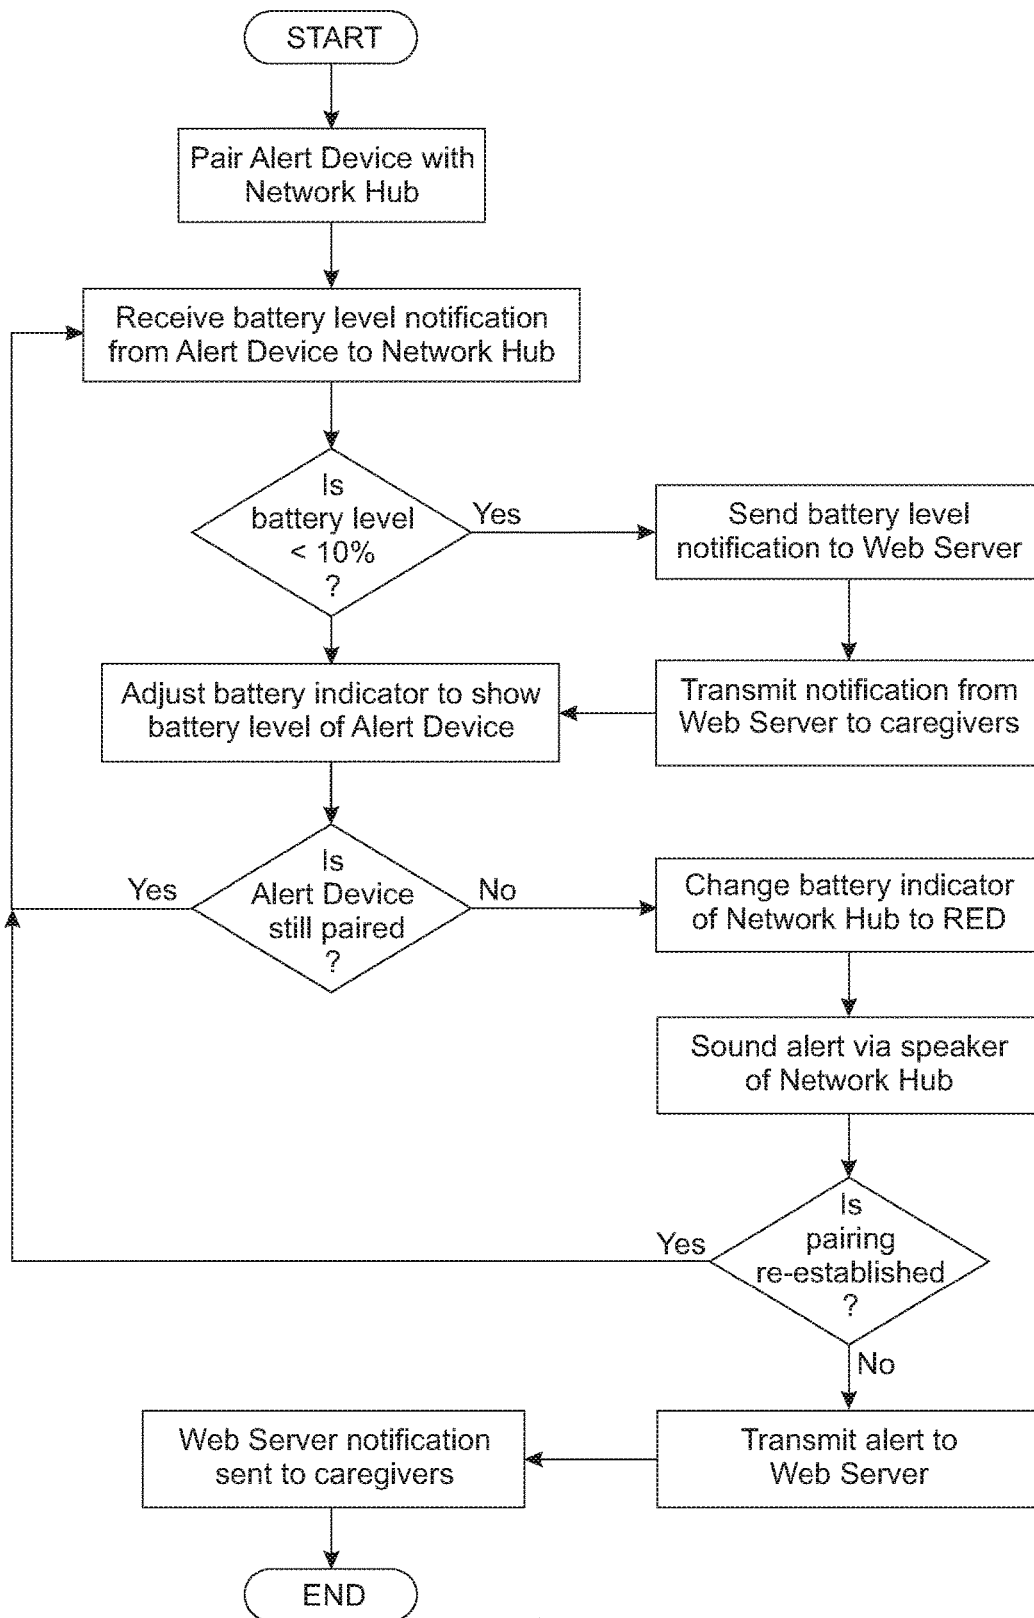 START
Pair Alert Device with
Network Hub
Receive battery level notification
from Alert Device to Network Hub
Is
battery level
< 10%
?
Yes
Send battery level
notification to Web Server
Adjust battery indicator to show
battery level of Alert Device
Transmit notification from
Web Server to caregivers
Yes
Is
Alert Device
still paired
?
No
Change battery indicator
of Network Hub to RED
Sound alert via speaker
of Network Hub
Yes
Is
pairing
re-established
?
No
Web Server notification
sent to caregivers
Transmit alert to
Web Server
END